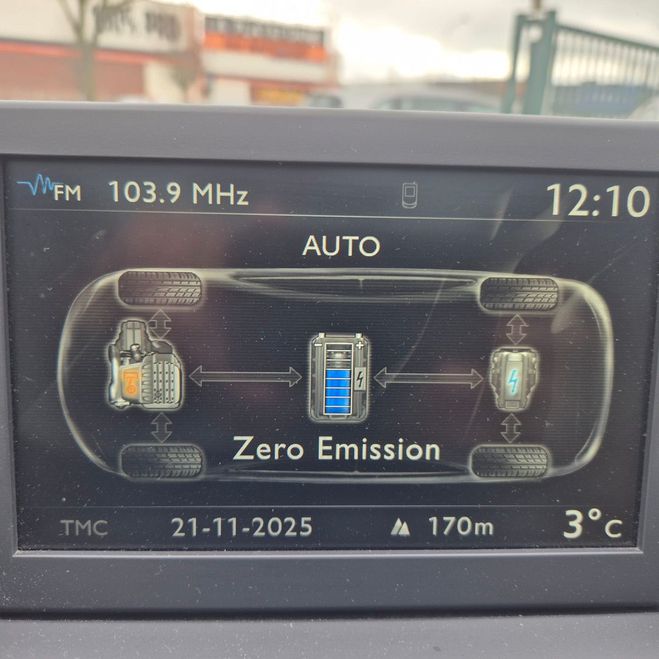 FM 103.9 MHz 12:10
AUTO
- +
Zero Emission
TMC 21-11-2025 170m 3°C